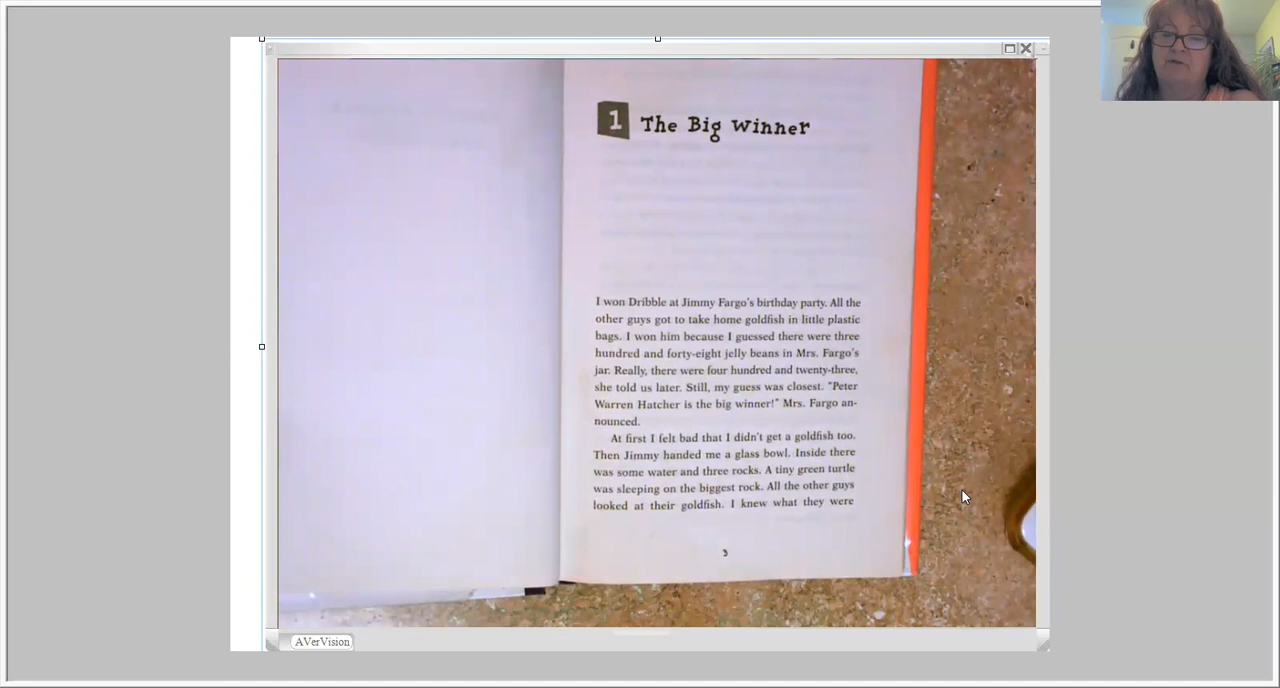 1 The Big Winner
I won Dribble at Jimmy Fargo's birthday party. All the
other guys got to take home goldfish in little plastic
bags. I won him because I guessed there were three
hundred and forty-eight jelly beans in Mrs. Fargo's
jar. Really, there were four hundred and twenty-three,
she told us later. Still, my guess was closest. "Peter
Warren Hatcher is the big winner!" Mrs. Fargo an-
nounced.
At first I felt bad that I didn't get a goldfish too.
Then Jimmy handed me a glass bowl. Inside there
was some water and three rocks. A tiny green turtle
was sleeping on the biggest rock. All the other guys
looked at their goldfish. I knew what they were
3
AVerVision